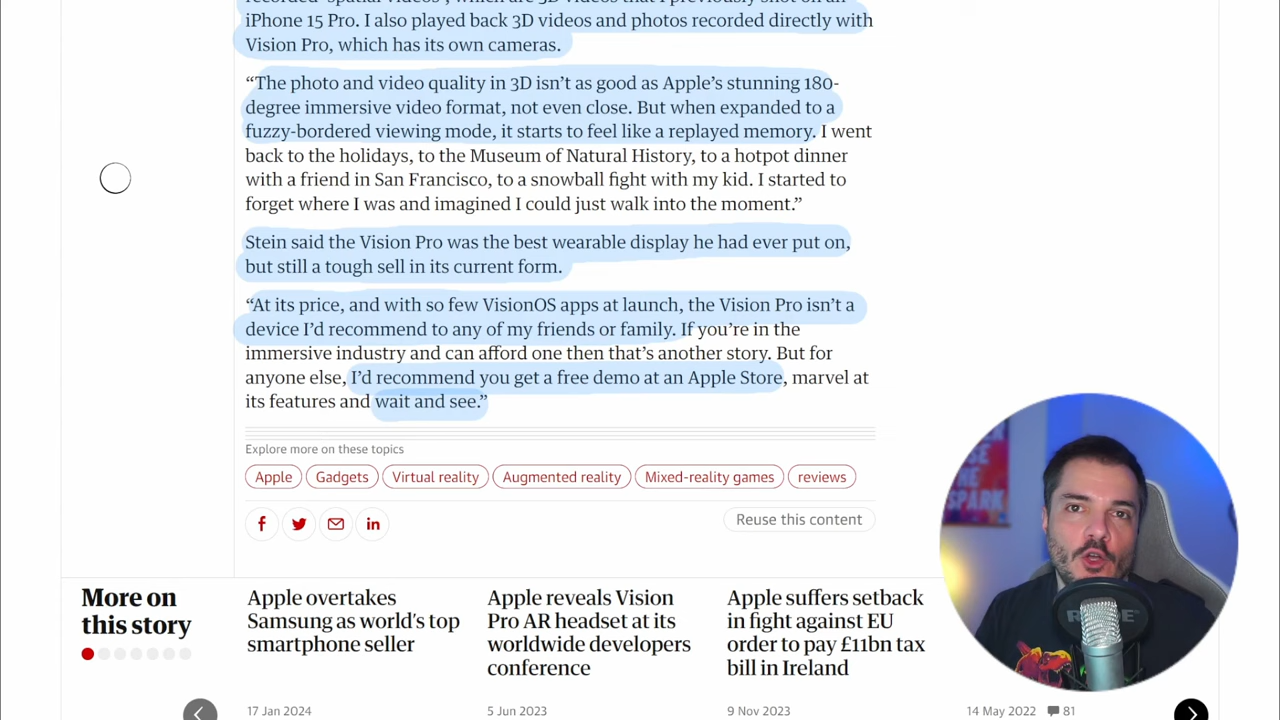 iPhone 15 Pro. I also played back 3D videos and photos recorded directly with
Vision Pro, which has its own cameras.
“The photo and video quality in 3D isn’t as good as Apple’s stunning 180-
degree immersive video format, not even close. But when expanded to a
fuzzy-bordered viewing mode, it starts to feel like a replayed memory. I went
back to the holidays, to the Museum of Natural History, to a hotpot dinner
with a friend in San Francisco, to a snowball fight with my kid. I started to
forget where I was and imagined I could just walk into the moment.”
Stein said the Vision Pro was the best wearable display he had ever put on,
but still a tough sell in its current form.
“At its price, and with so few VisionOS apps at launch, the Vision Pro isn’t a
device I’d recommend to any of my friends or family. If you’re in the
immersive industry and can afford one then that’s another story. But for
anyone else, I’d recommend you get a free demo at an Apple Store, marvel at
its features and wait and see.”
Explore more on these topics
Apple Gadgets Virtual reality Augmented reality Mixed-reality games reviews
Reuse this content
More on
this story
Apple overtakes
Samsung as world’s top
smartphone seller
17 Jan 2024
Apple reveals Vision
Pro AR headset at its
worldwide developers
conference
5 Jun 2023
Apple suffers setback
in fight against EU
order to pay £11bn tax
bill in Ireland
9 Nov 2023
14 May 2022 81
THE
SPARK